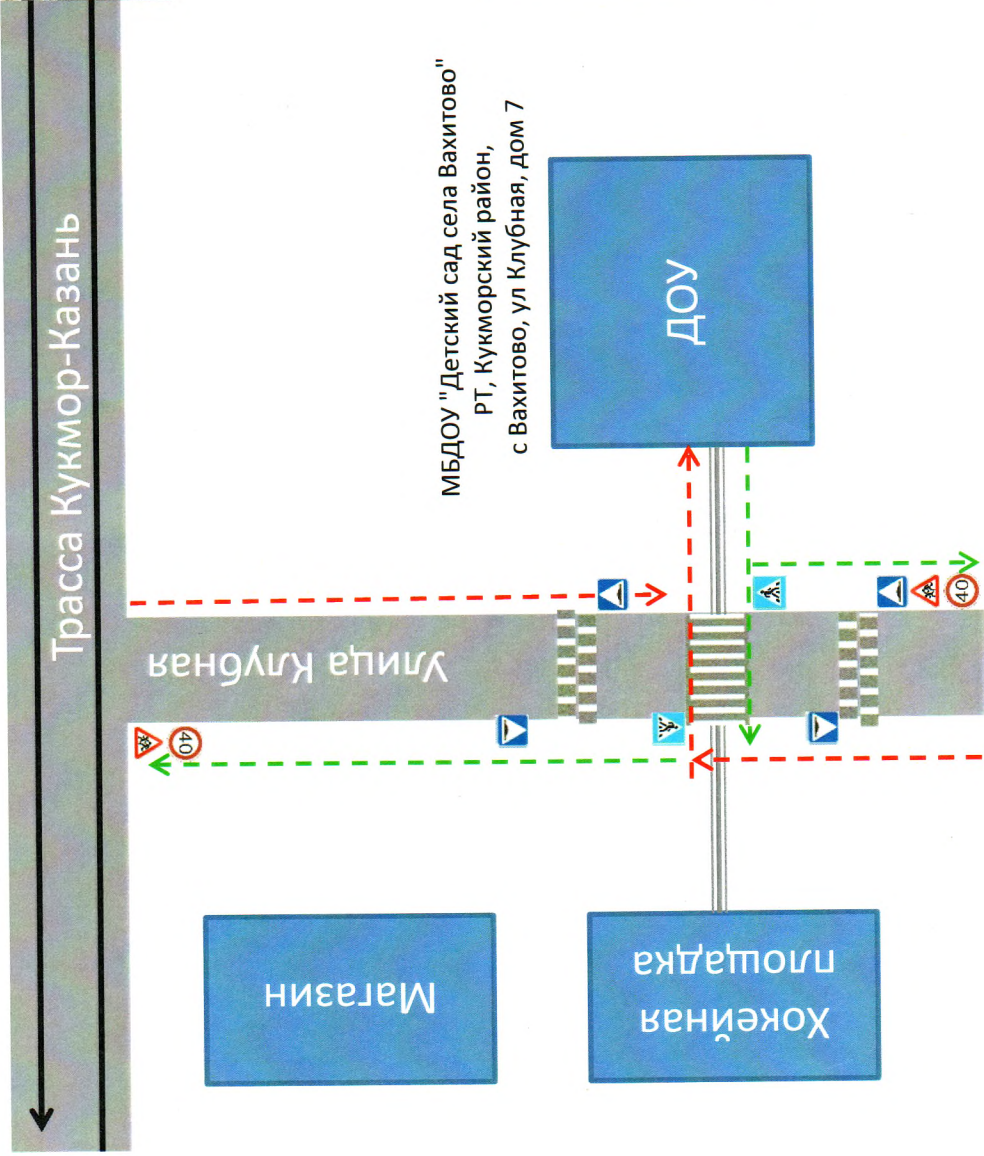 Трасса Кукмор-Казань
МБДОУ "Детский сад села Вахитово"
РТ, Кукморский район,
с Вахитово, ул Клубная, дом 7
ДОУ
Улица Клубная
40
40
Магазин
Хокейная
площадка